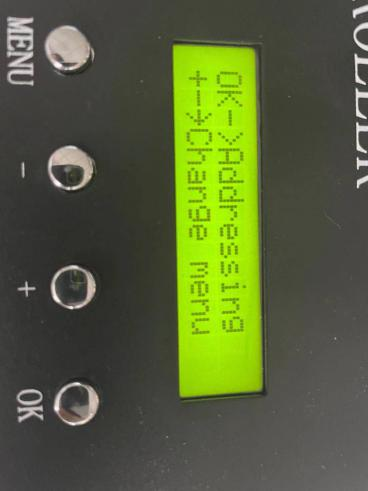 OK->Addressing
+-→Change menu
MENU - + OK